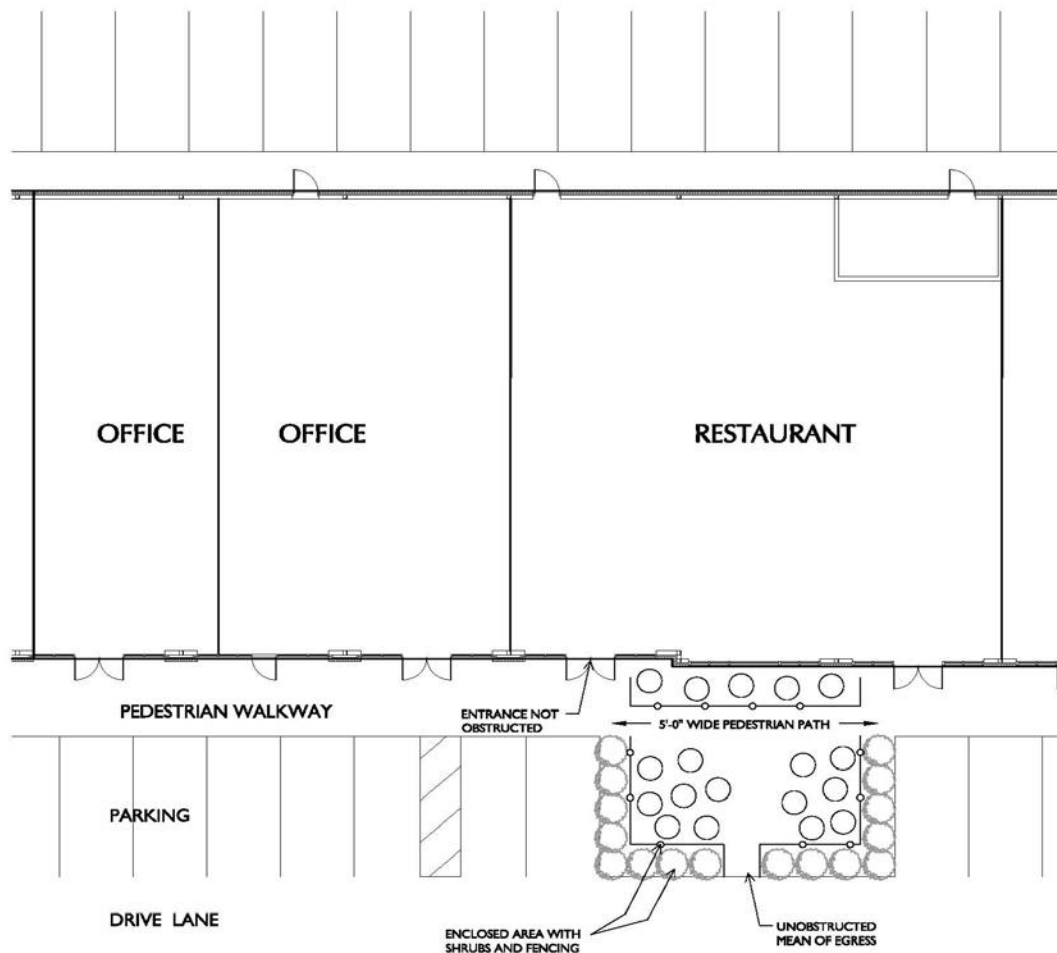 OFFICE
OFFICE
RESTAURANT
PEDESTRIAN WALKWAY
ENTRANCE NOT
OBSTRUCTED
5'-0" WIDE PEDESTRIAN PATH
PARKING
DRIVE LANE
ENCLOSED AREA WITH
SHRUBS AND FENCING
UNOBSTRUCTED
MEAN OF EGRESS